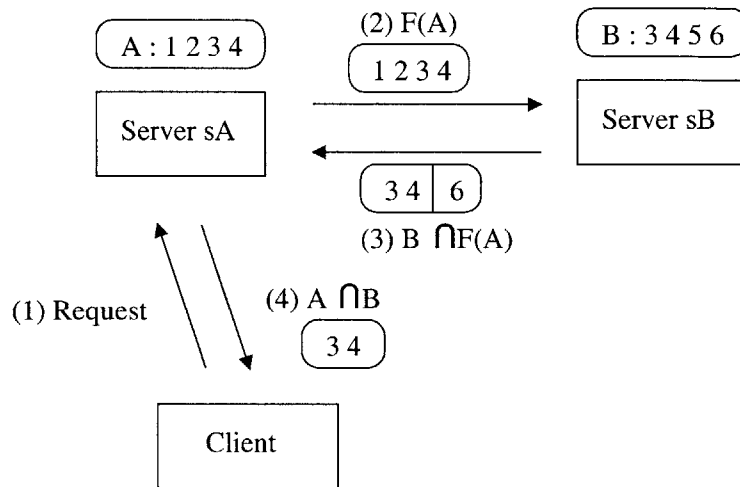 A : 1 2 3 4
(2) F(A)
1 2 3 4
B : 3 4 5 6
Server sA
Server sB
3 4 6
(3) B ⋂F(A)
(1) Request
(4) A ⋂B
3 4
Client